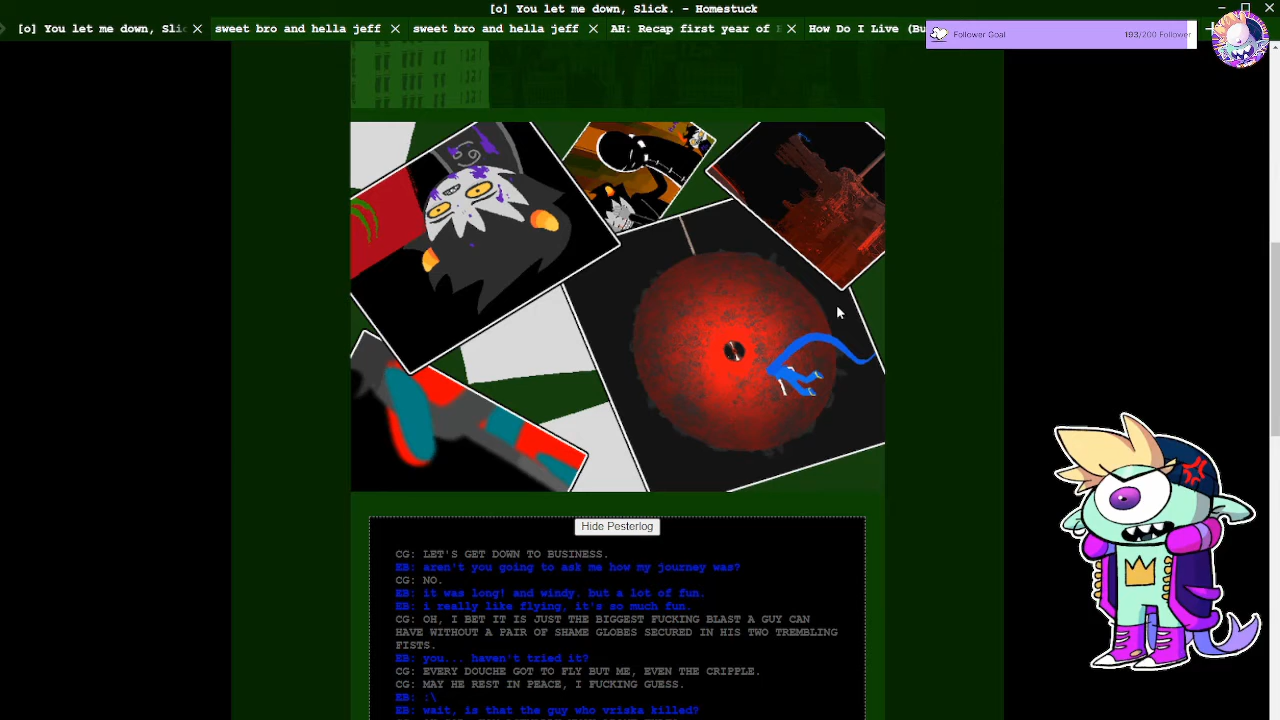 [o] You let me down, Slick. - Homestuck
[o] You let me down, Slic
sweet bro and hella jeff
sweet bro and hella jeff
AH: Recap first year of
How Do I Live (Bu
Follower Goal
193/200 Follower
Hide Pesterlog
CG: LET'S GET DOWN TO BUSINESS.
EB: aren't you going to ask me how my journey was?
CG: NO.
EB: it was long! and windy. but a lot of fun.
EB: i really like flying, it's so much fun.
CG: OH, I BET IT IS JUST THE BIGGEST FUCKING BLAST A GUY CAN
HAVE WITHOUT A PAIR OF SHAME GLOBES SECURED IN HIS TWO TREMBLING
FISTS.
EB: you... haven't tried it?
CG: EVERY DOUCHE GOT TO FLY BUT ME, EVEN THE CRIPPLE.
CG: MAY HE REST IN PEACE, I FUCKING GUESS.
EB: :\
EB: wait, is that the guy who vriska killed?